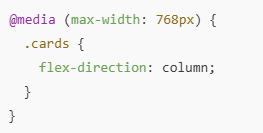 @media (max-width: 768px) {
  .cards {
    flex-direction: column;
  }
}